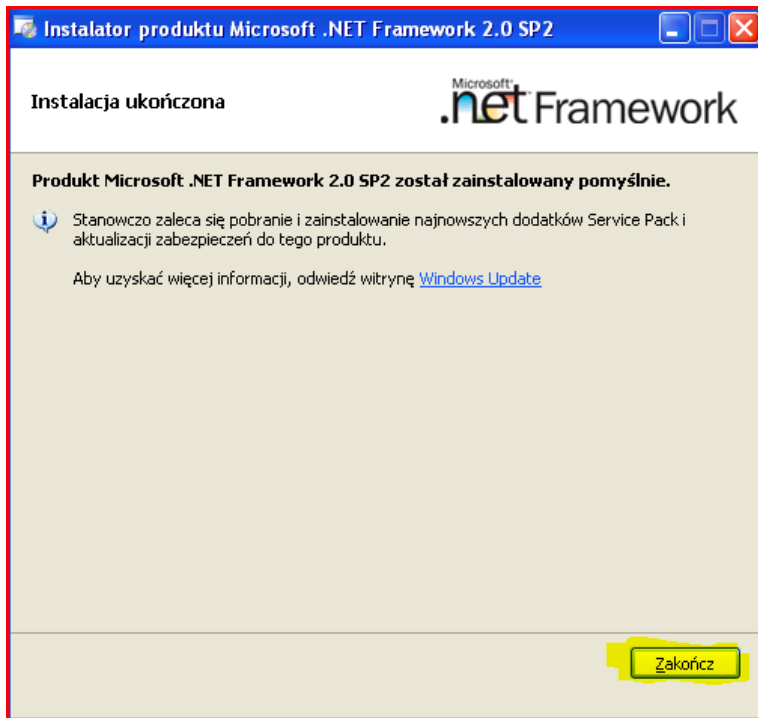 Instalator produktu Microsoft .NET Framework 2.0 SP2
Instalacja ukończona
Microsoft
.net Framework
Produkt Microsoft .NET Framework 2.0 SP2 został zainstalowany pomyślnie.
Stanowczo zaleca się pobranie i zainstalowanie najnowszych dodatków Service Pack i
aktualizacji zabezpieczeń do tego produktu.
Aby uzyskać więcej informacji, odwiedź witrynę Windows Update
Zakończ